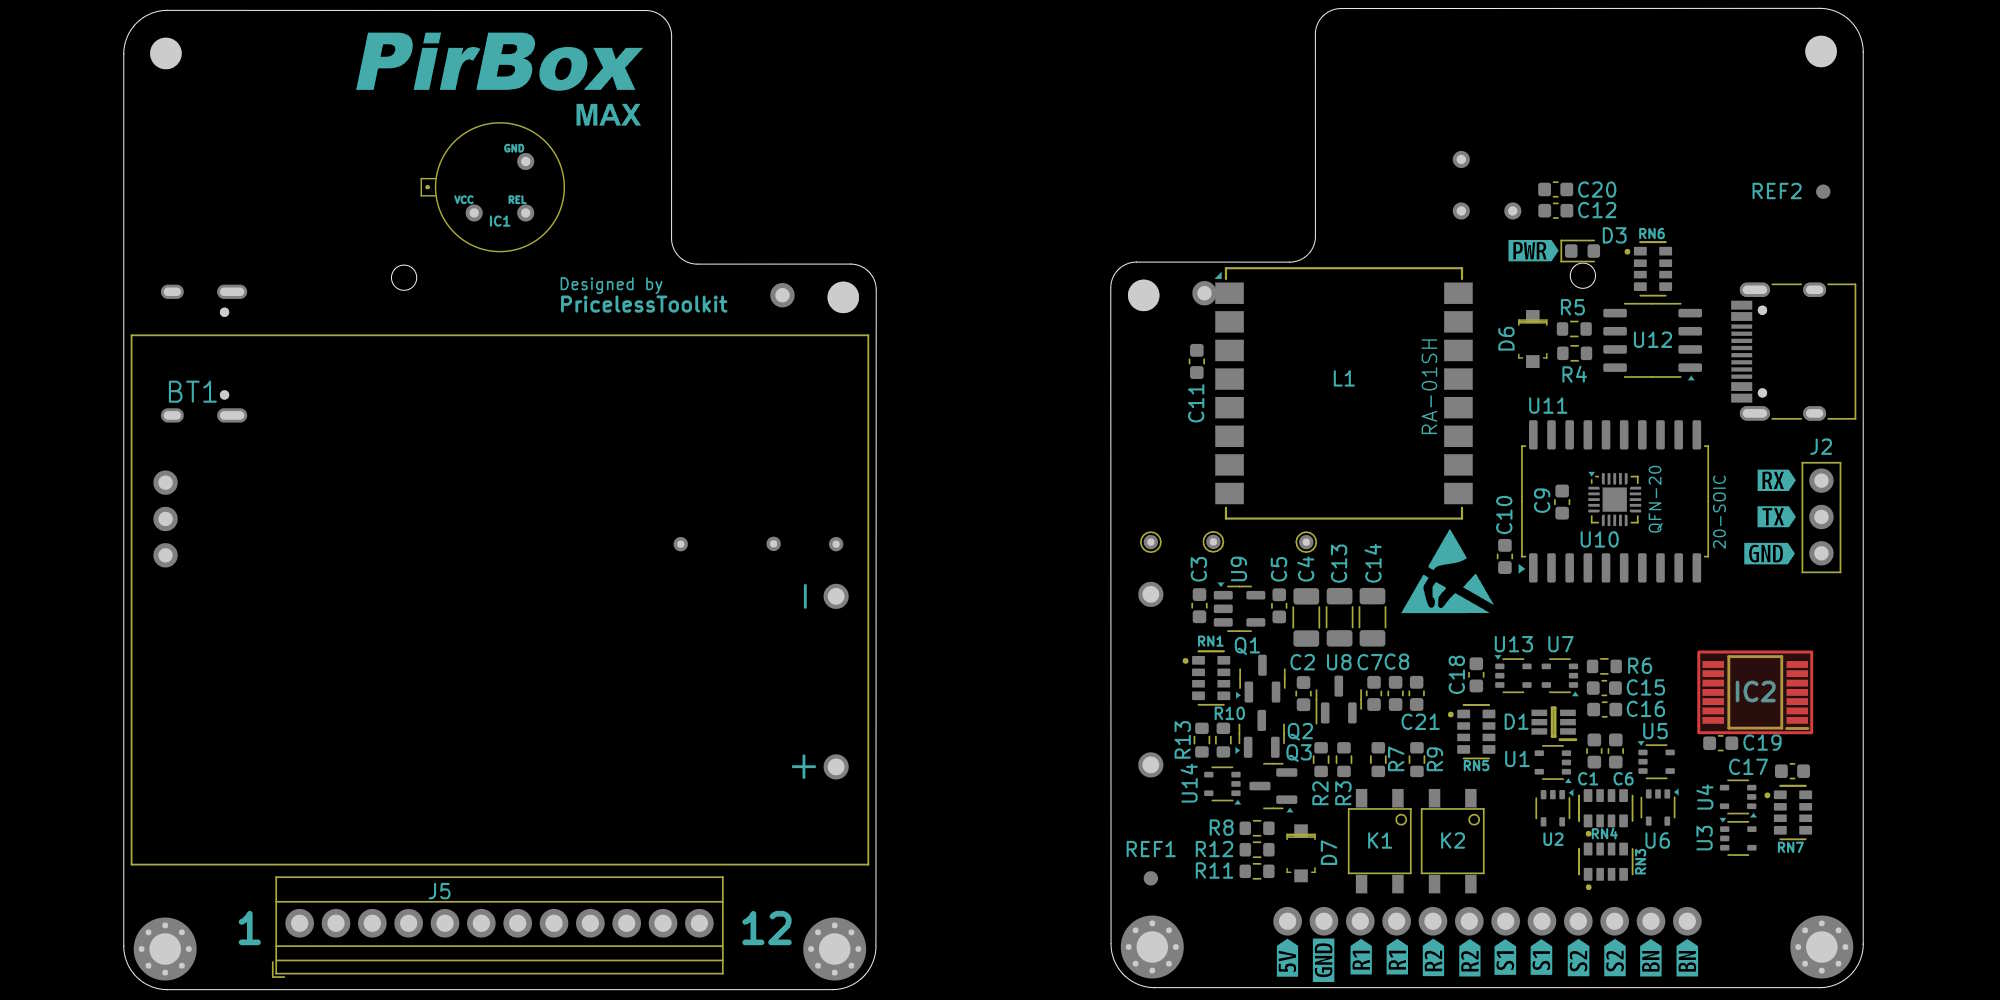 PirBox
MAX
GND
VCC
REL
IC1
Designed by
PricelessToolkit
BT1
J5
1
12
REF2
C20
C12
D3
RN6
PWR
R5
D6
U12
R4
L1
RA-01SH
C11
U11
J2
RX
TX
GND
C9
C10
QFN-20
20-SOIC
U10
C3
U9
C5
C4
C13
C14
RN1
Q1
C2
U8
C7
C8
C18
U13
U7
R6
C15
C16
IC2
R10
C21
D1
U5
C19
R13
Q2
Q3
R7
R9
RN5
U1
C1
C6
C17
U14
R2
R3
U4
R8
R12
R11
D7
K1
K2
U2
RN4
U6
U3
RN7
RN3
REF1
5V
GND
R1
R1
R2
R2
S1
S1
S2
S2
BN
BN